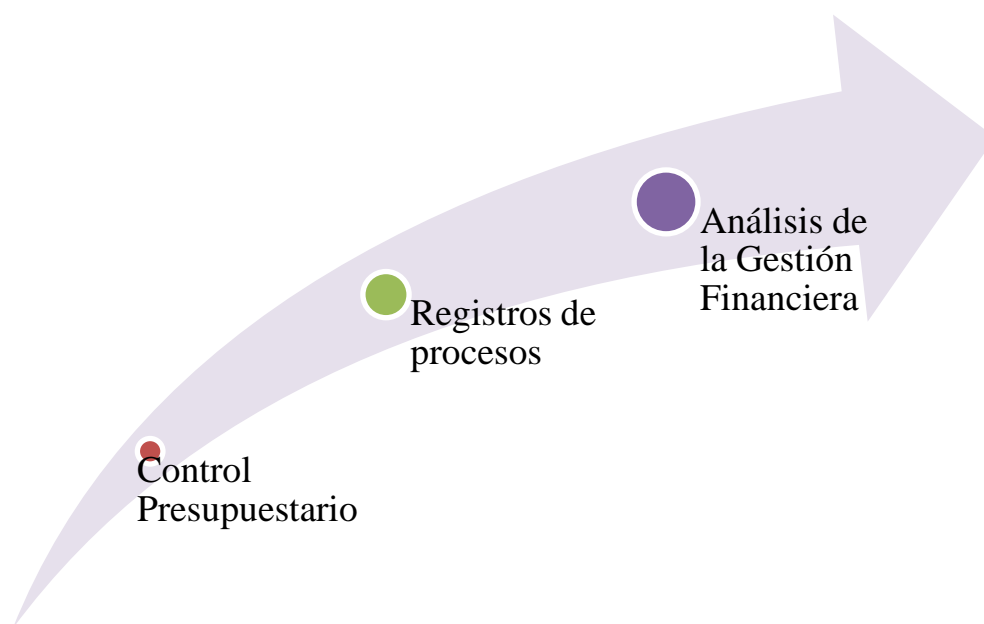 Análisis de
la Gestión
Financiera
Registros de
procesos
Control
Presupuestario